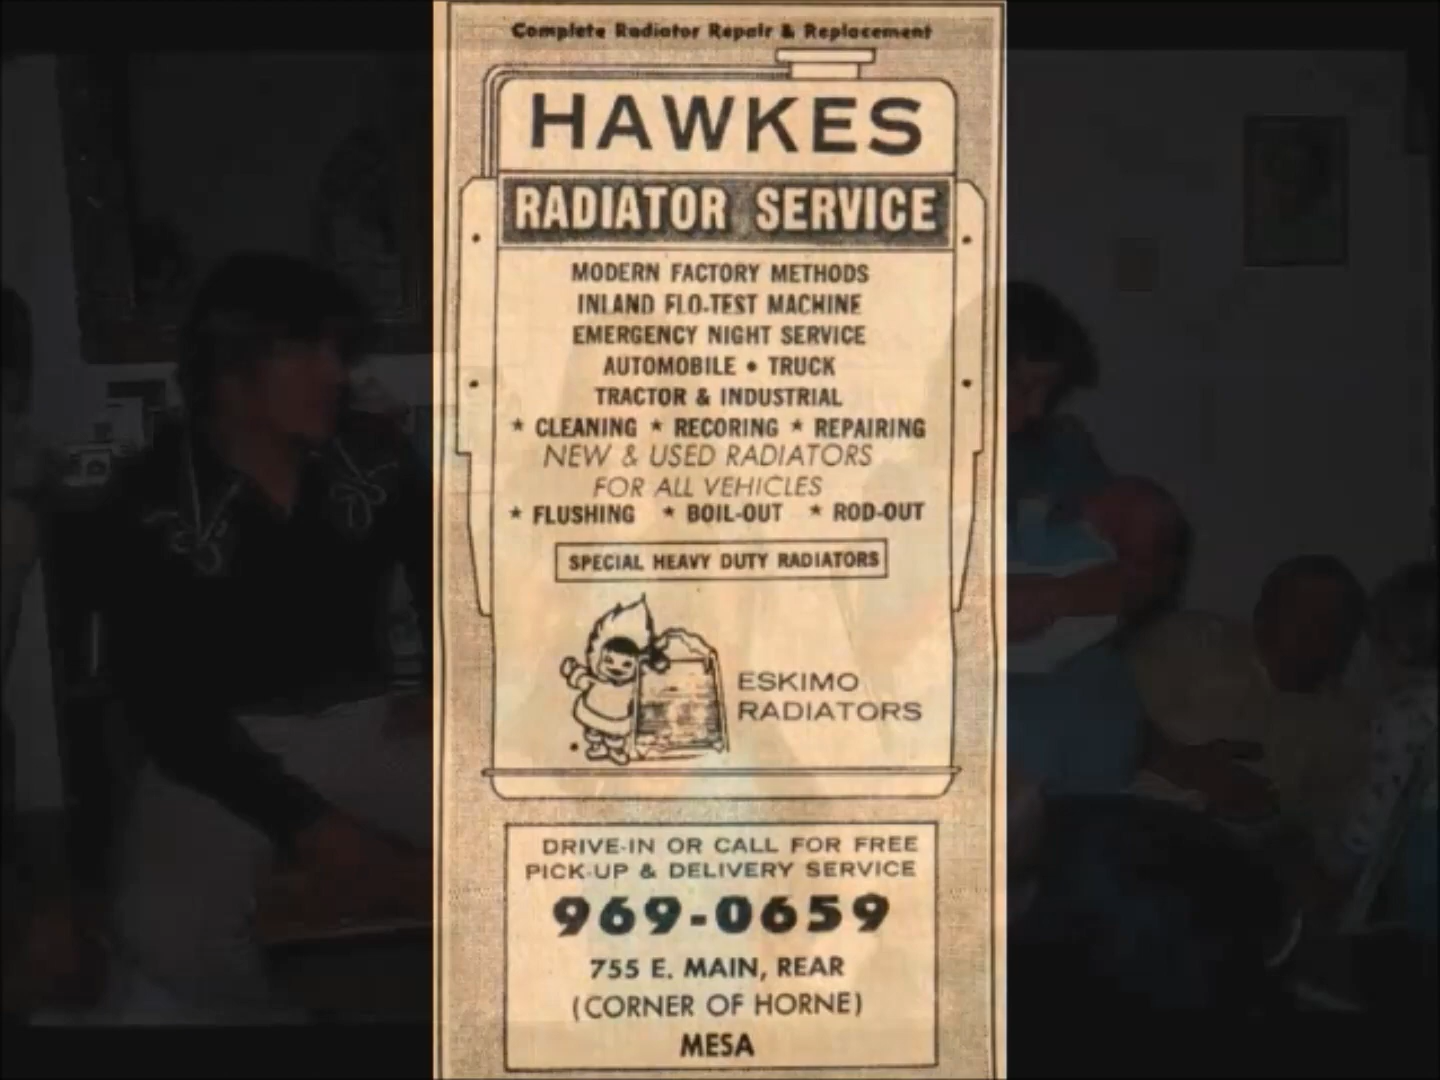 Complete Radiator Repair & Replacement
HAWKES
RADIATOR SERVICE
MODERN FACTORY METHODS
INLAND FLO-TEST MACHINE
EMERGENCY NIGHT SERVICE
AUTOMOBILE • TRUCK
TRACTOR & INDUSTRIAL
* CLEANING * RECORING * REPAIRING
NEW & USED RADIATORS
FOR ALL VEHICLES
* FLUSHING * BOIL-OUT * ROD-OUT
SPECIAL HEAVY DUTY RADIATORS
ESKIMO
RADIATORS
DRIVE-IN OR CALL FOR FREE
PICK-UP & DELIVERY SERVICE
969-0659
755 E. MAIN, REAR
(CORNER OF HORNE)
MESA